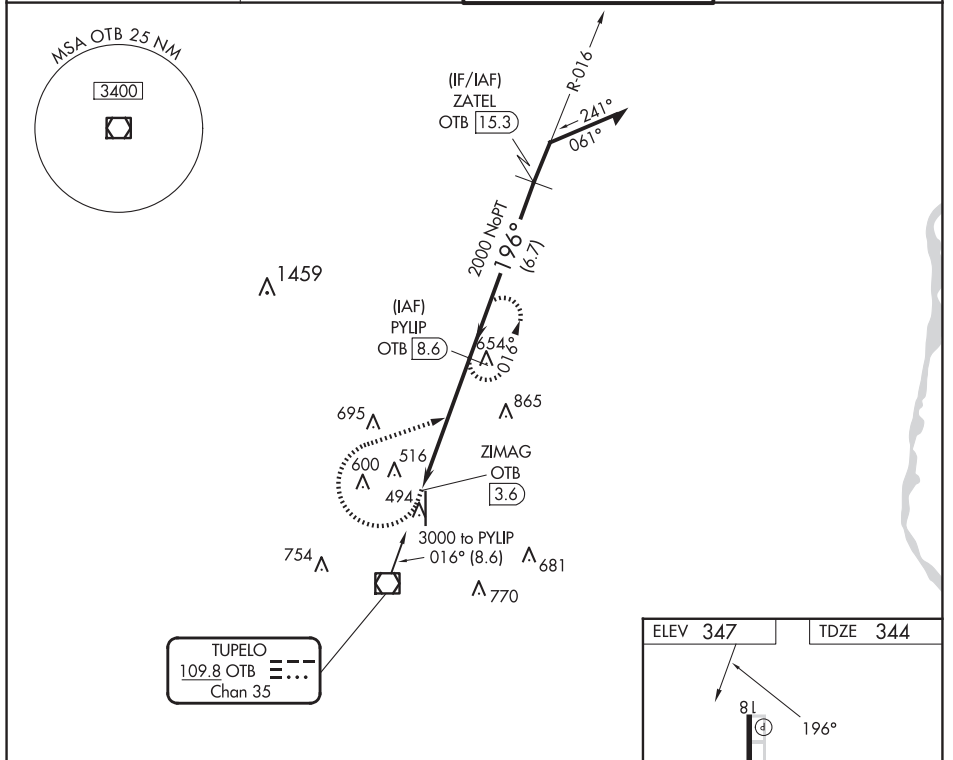 MSA OTB 25 NM
3400
(IF/IAF)
ZATEL
OTB 15.3
R-016
241°
061°
2000 NoPT
196°
(6.7)
1459
(IAF)
PYLIP
OTB 8.6
654
016°
865
695
ZIMAG
OTB
3.6
600
516
494
3000 to PYLIP
016° (8.6)
754
681
770
TUPELO
109.8 OTB
Chan 35
ELEV 347
TDZE 344
18
P
196°